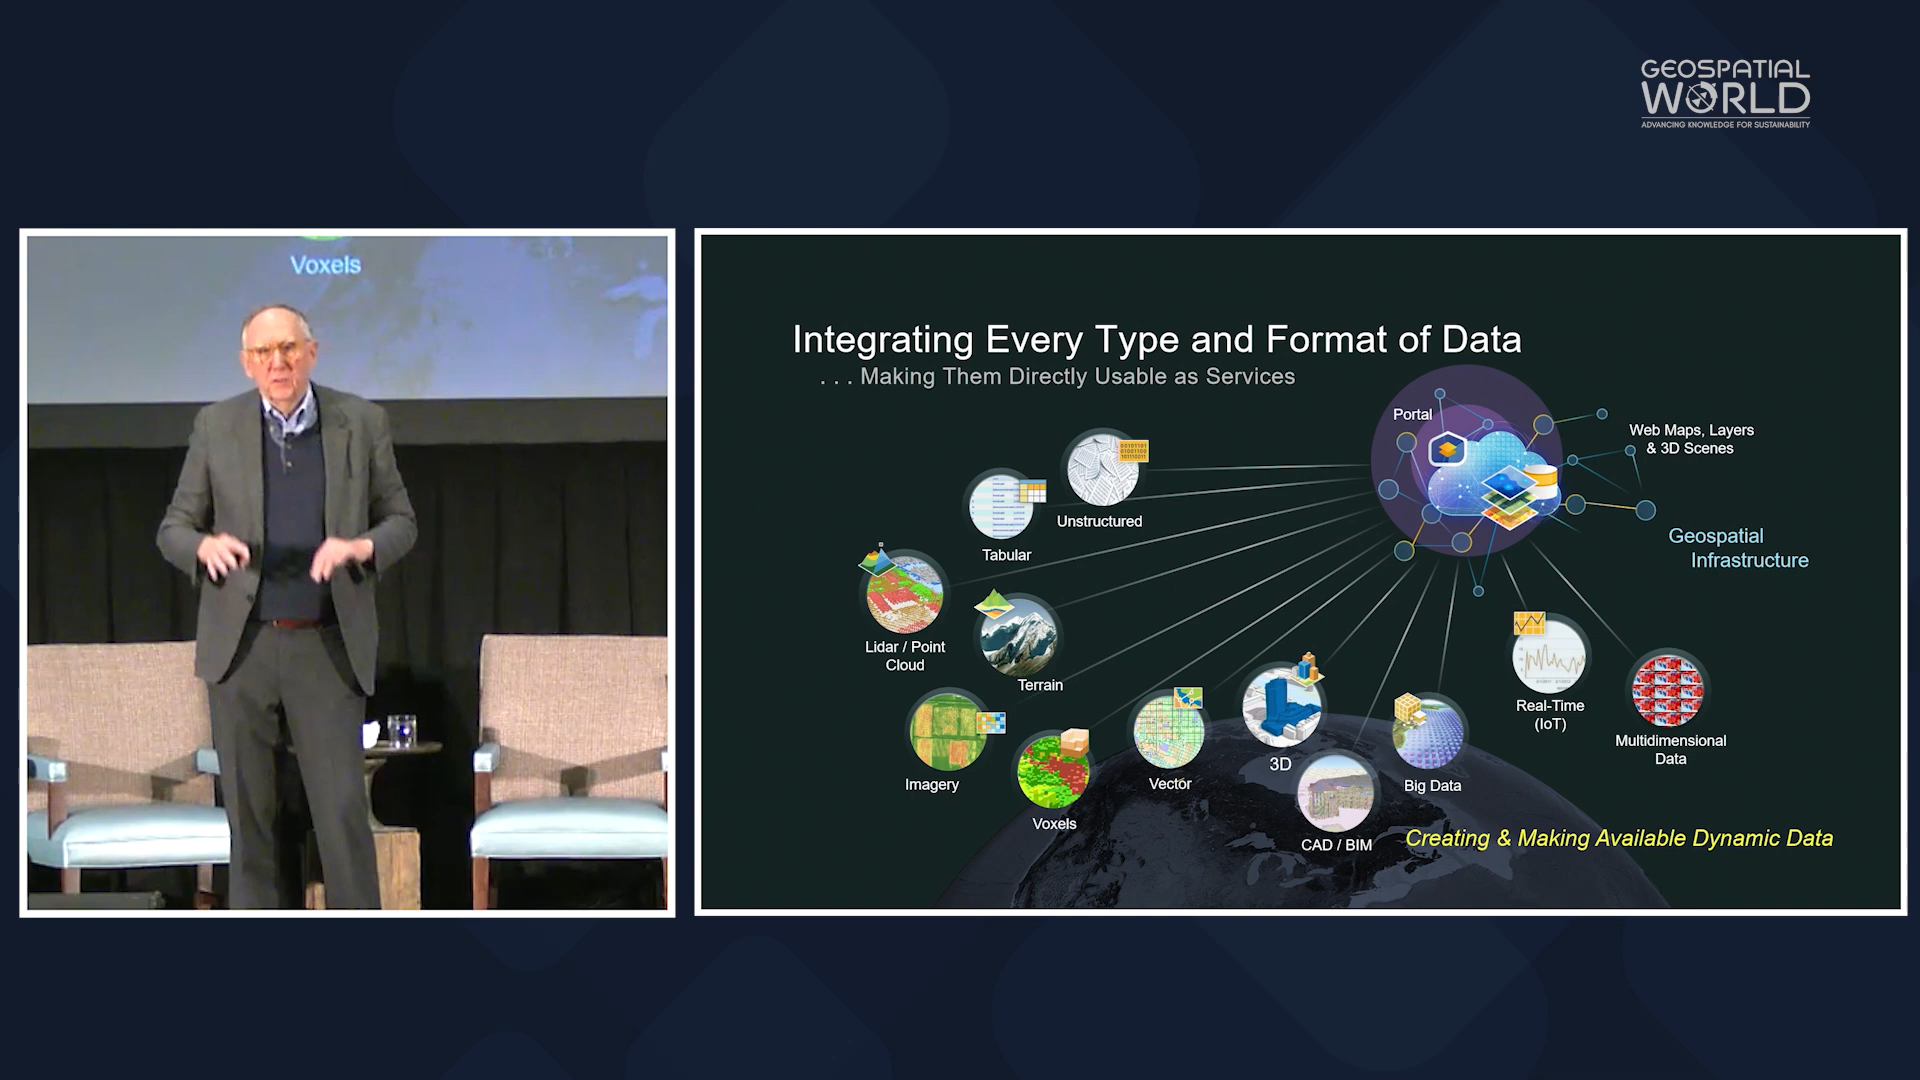 GEOSPATIAL
WORLD
ADVANCING KNOWLEDGE FOR SUSTAINABILITY
Voxels
Integrating Every Type and Format of Data
. . . Making Them Directly Usable as Services
Portal
Web Maps, Layers
& 3D Scenes
Geospatial
Infrastructure
Unstructured
Tabular
Lidar / Point
Cloud
Terrain
Imagery
Voxels
Vector
3D
CAD / BIM
Big Data
Real-Time
(IoT)
Multidimensional
Data
Creating & Making Available Dynamic Data